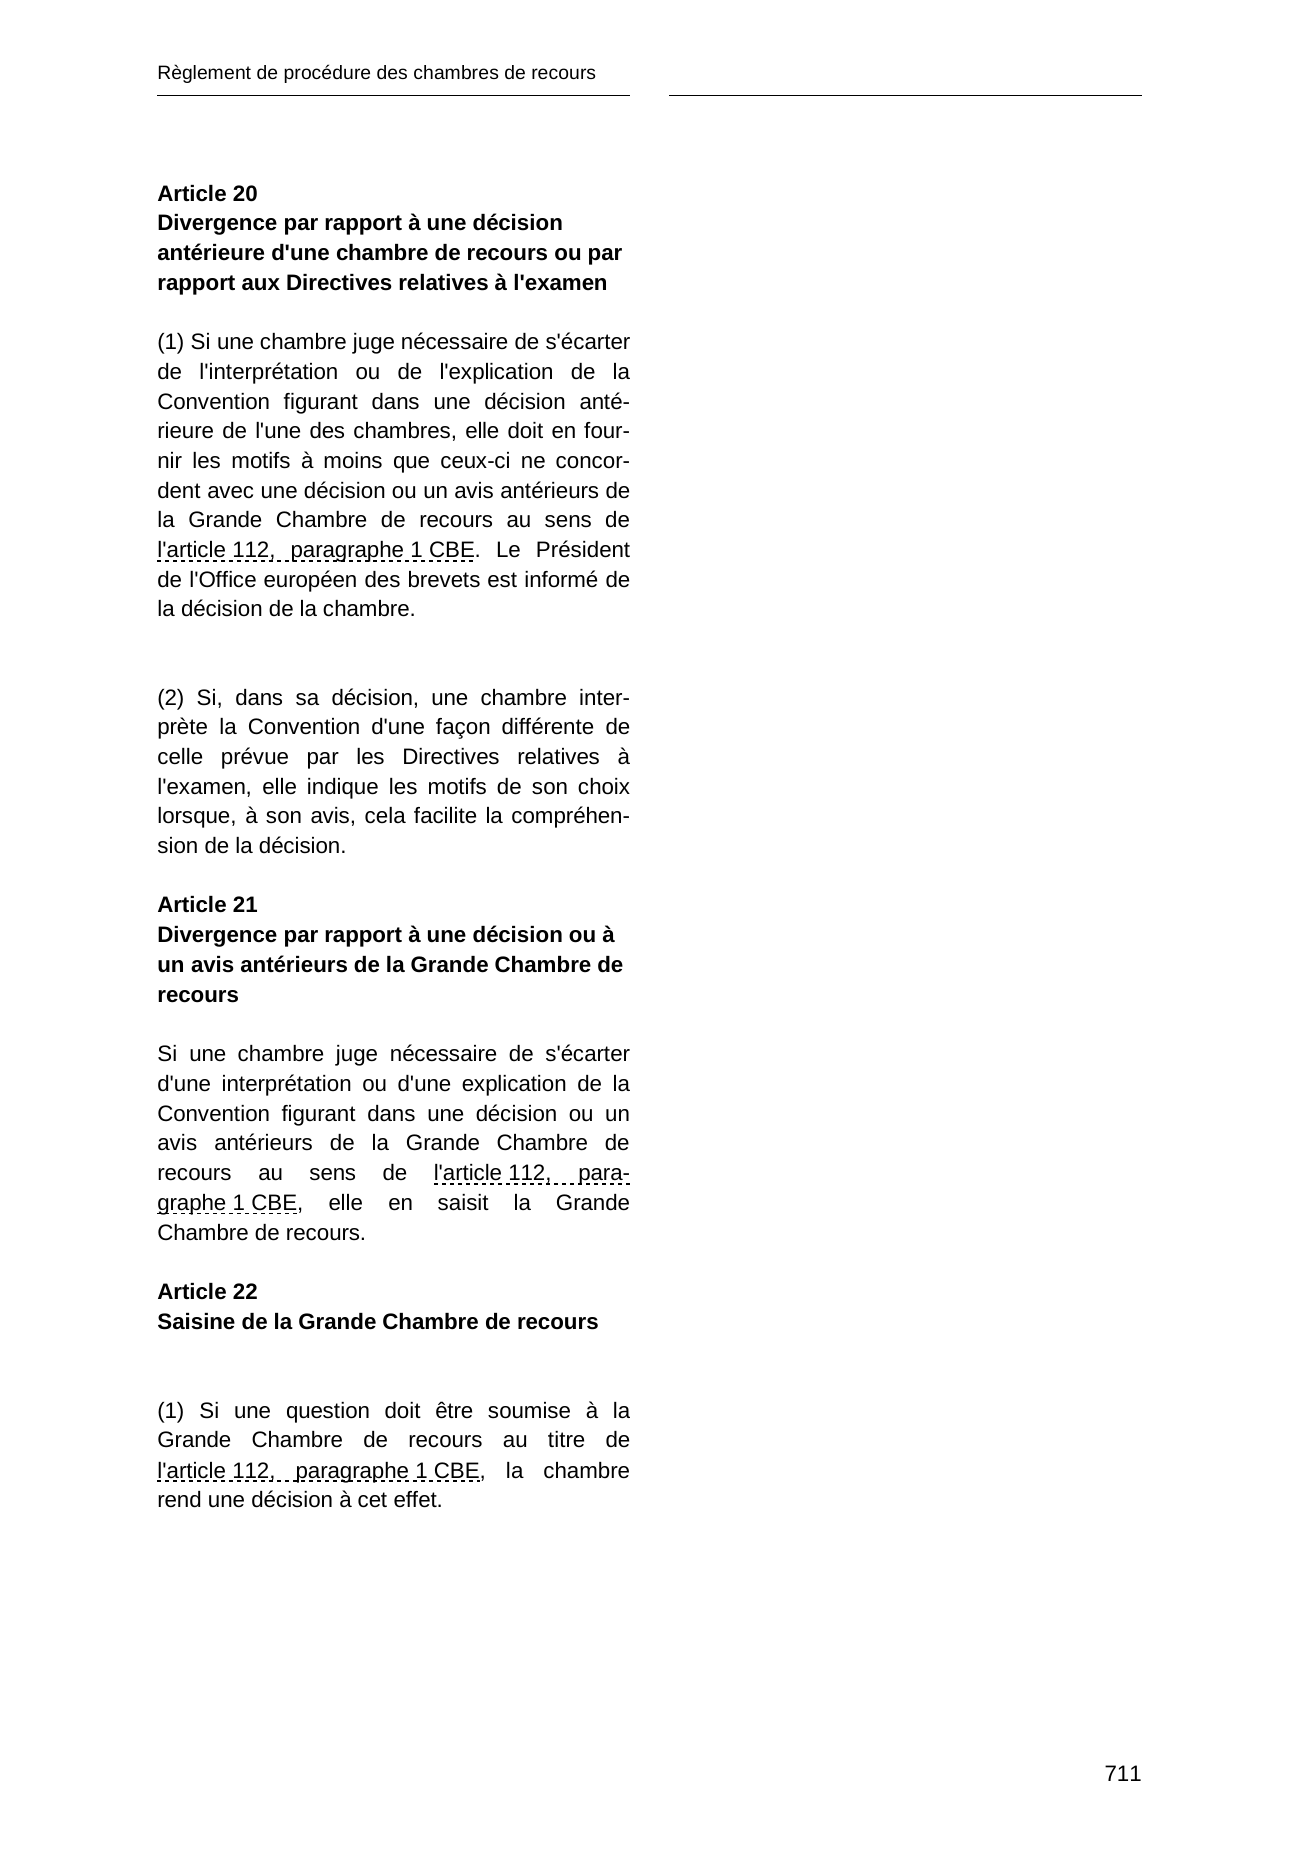 Règlement de procédure des chambres de recours
Article 20
Divergence par rapport à une décision
antérieure d'une chambre de recours ou par
rapport aux Directives relatives à l'examen
(1) Si une chambre juge nécessaire de s'écarter
de l'interprétation ou de l'explication de la
Convention figurant dans une décision anté-
rieure de l'une des chambres, elle doit en four-
nir les motifs à moins que ceux-ci ne concor-
dent avec une décision ou un avis antérieurs de
la Grande Chambre de recours au sens de
l'article 112, paragraphe 1 CBE. Le Président
de l'Office européen des brevets est informé de
la décision de la chambre.
(2) Si, dans sa décision, une chambre inter-
prète la Convention d'une façon différente de
celle prévue par les Directives relatives à
l'examen, elle indique les motifs de son choix
lorsque, à son avis, cela facilite la compréhen-
sion de la décision.
Article 21
Divergence par rapport à une décision ou à
un avis antérieurs de la Grande Chambre de
recours
Si une chambre juge nécessaire de s'écarter
d'une interprétation ou d'une explication de la
Convention figurant dans une décision ou un
avis antérieurs de la Grande Chambre de
recours au sens de l'article 112, para-
graphe 1 CBE, elle en saisit la Grande
Chambre de recours.
Article 22
Saisine de la Grande Chambre de recours
(1) Si une question doit être soumise à la
Grande Chambre de recours au titre de
l'article 112, paragraphe 1 CBE, la chambre
rend une décision à cet effet.
711